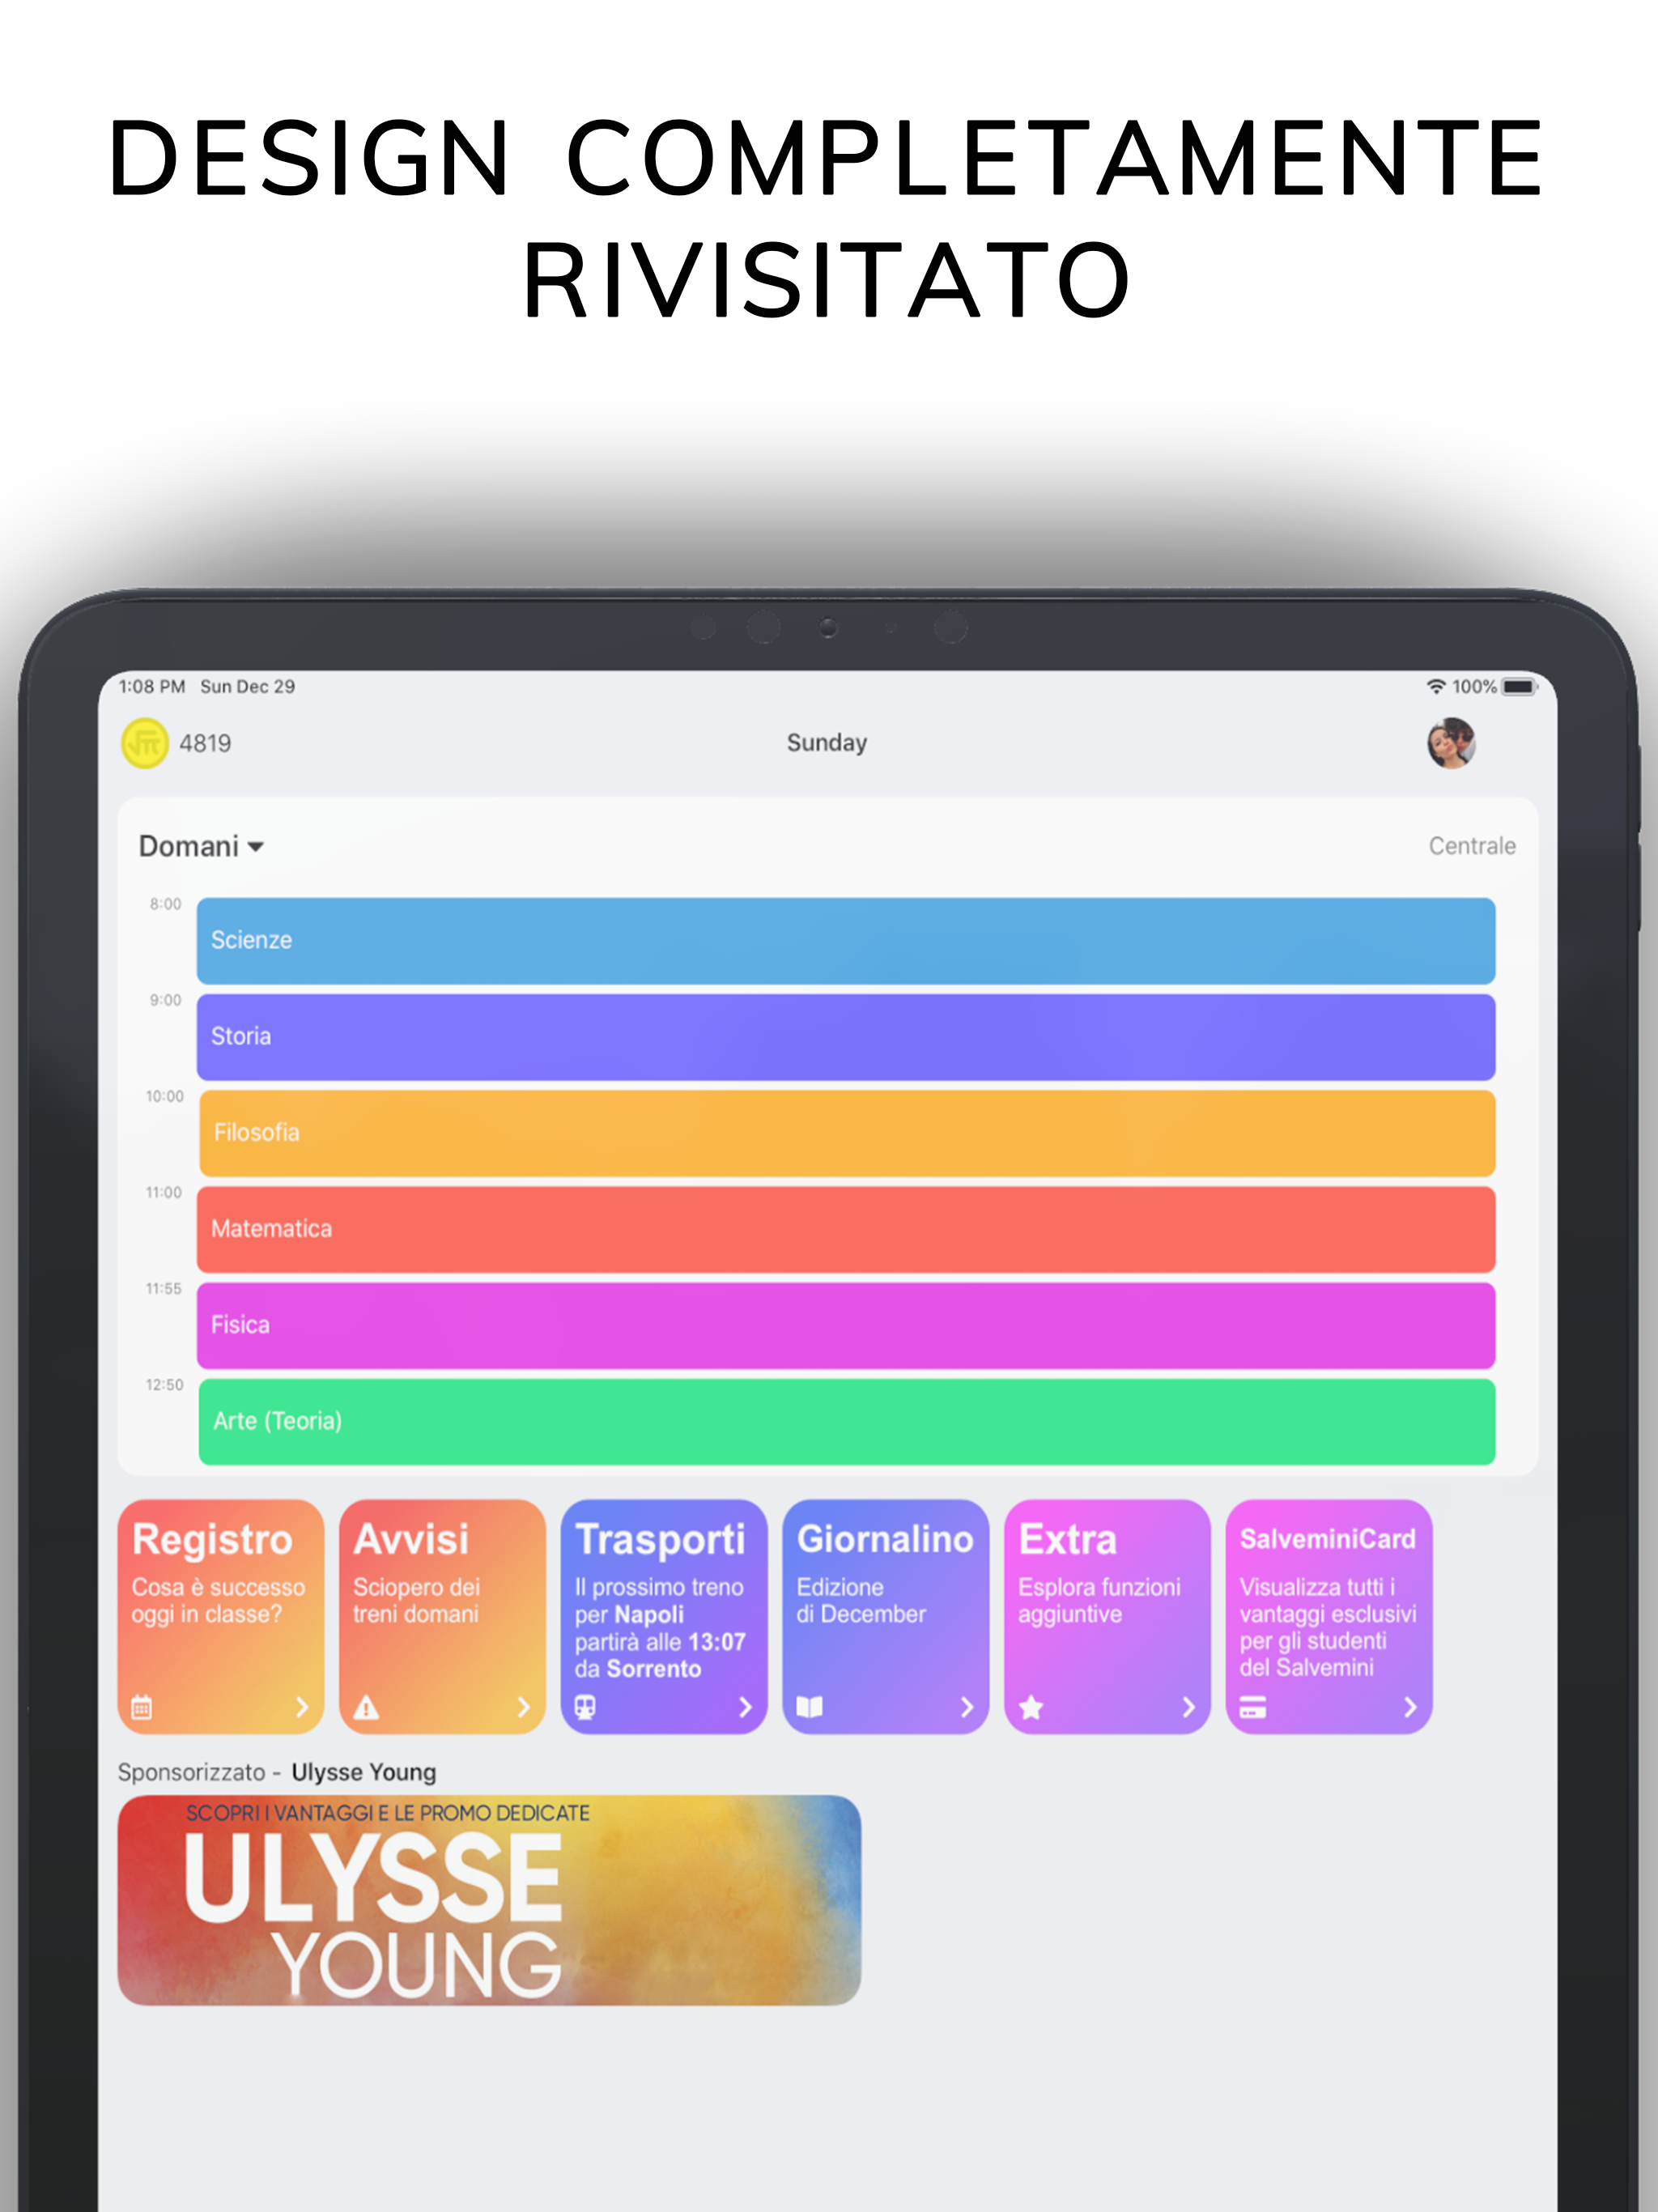 DESIGN COMPLETAMENTE
RIVISITATO
1:08 PM Sun Dec 29
100%
4819
Sunday
Domani
Centrale
8:00
Scienze
9:00
Storia
10:00
Filosofia
11:00
Matematica
11:55
Fisica
12:50
Arte (Teoria)
Registro
Cosa è successo
oggi in classe?
Avvisi
Sciopero dei
treni domani
Trasporti
Il prossimo treno
per Napoli
partirà alle 13:07
da Sorrento
Giornalino
Edizione
di December
Extra
Esplora funzioni
aggiuntive
SalveminiCard
Visualizza tutti i
vantaggi esclusivi
per gli studenti
del Salvemini
Sponsorizzato - Ulysse Young
SCOPRI I VANTAGGI E LE PROMO DEDICATE
ULYSSE
YOUNG